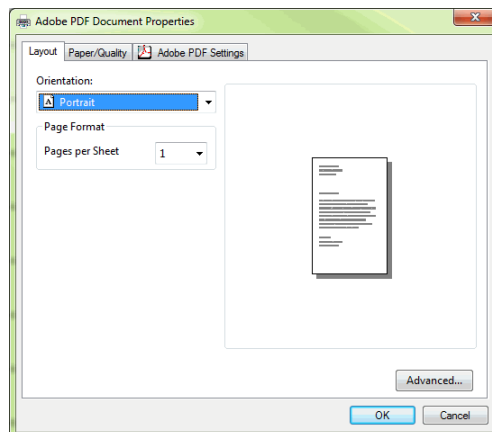 Adobe PDF Document Properties
Layout
Paper/Quality
Adobe PDF Settings
Orientation:
Portrait
Page Format
Pages per Sheet
1
Advanced...
OK
Cancel